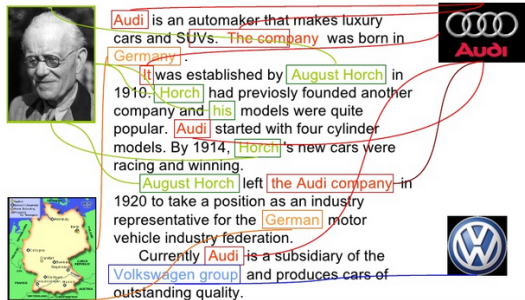 Audi is an automaker that makes luxury
cars and SUVs. The company was born in
Germany .
It was established by August Horch in
1910. Horch had previosly founded another
company and his models were quite
popular. Audi started with four cylinder
models. By 1914, Horch 's new cars were
racing and winning.
August Horch left the Audi company in
1920 to take a position as an industry
representative for the German motor
vehicle industry federation.
Currently Audi is a subsidiary of the
Volkswagen group and produces cars of
outstanding quality.
Audi